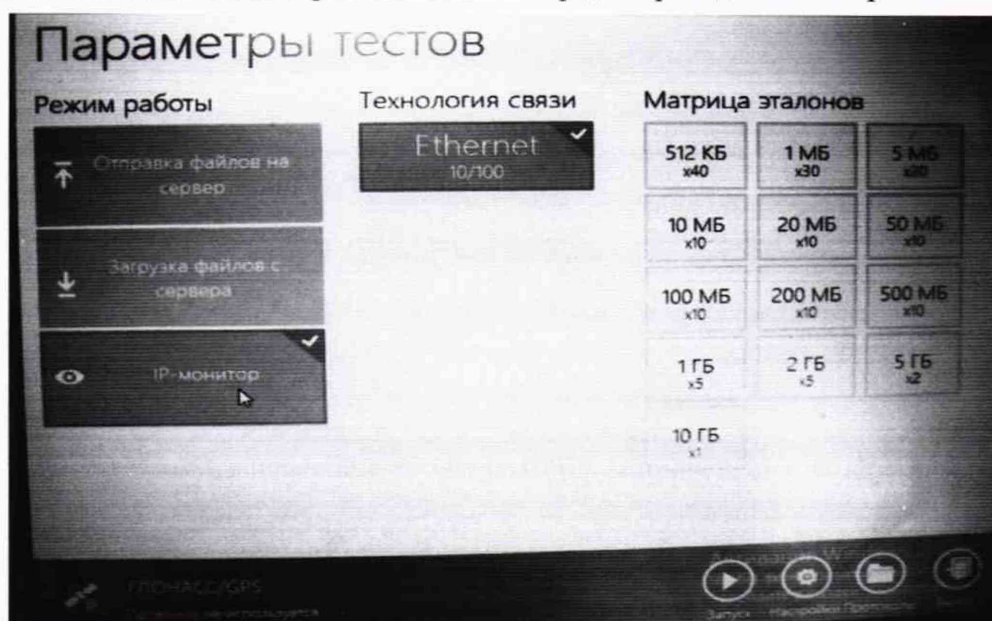 Параметры тестов
Режим работы
Отправка файлов на
сервер
Загрузка файлов с
сервера
IP-монитор
Технология связи
Ethernet
10/100
Матрица эталонов
512 КБ
x40
1 МБ
x30
5 МБ
x20
10 МБ
x10
20 МБ
x10
50 МБ
x10
100 МБ
x10
200 МБ
x10
500 МБ
x10
1 ГБ
x5
2 ГБ
x5
5 ГБ
x2
10 ГБ
x1
ГЛОНАСС/GPS
не используется
Запуск
Настройки
Протоколы